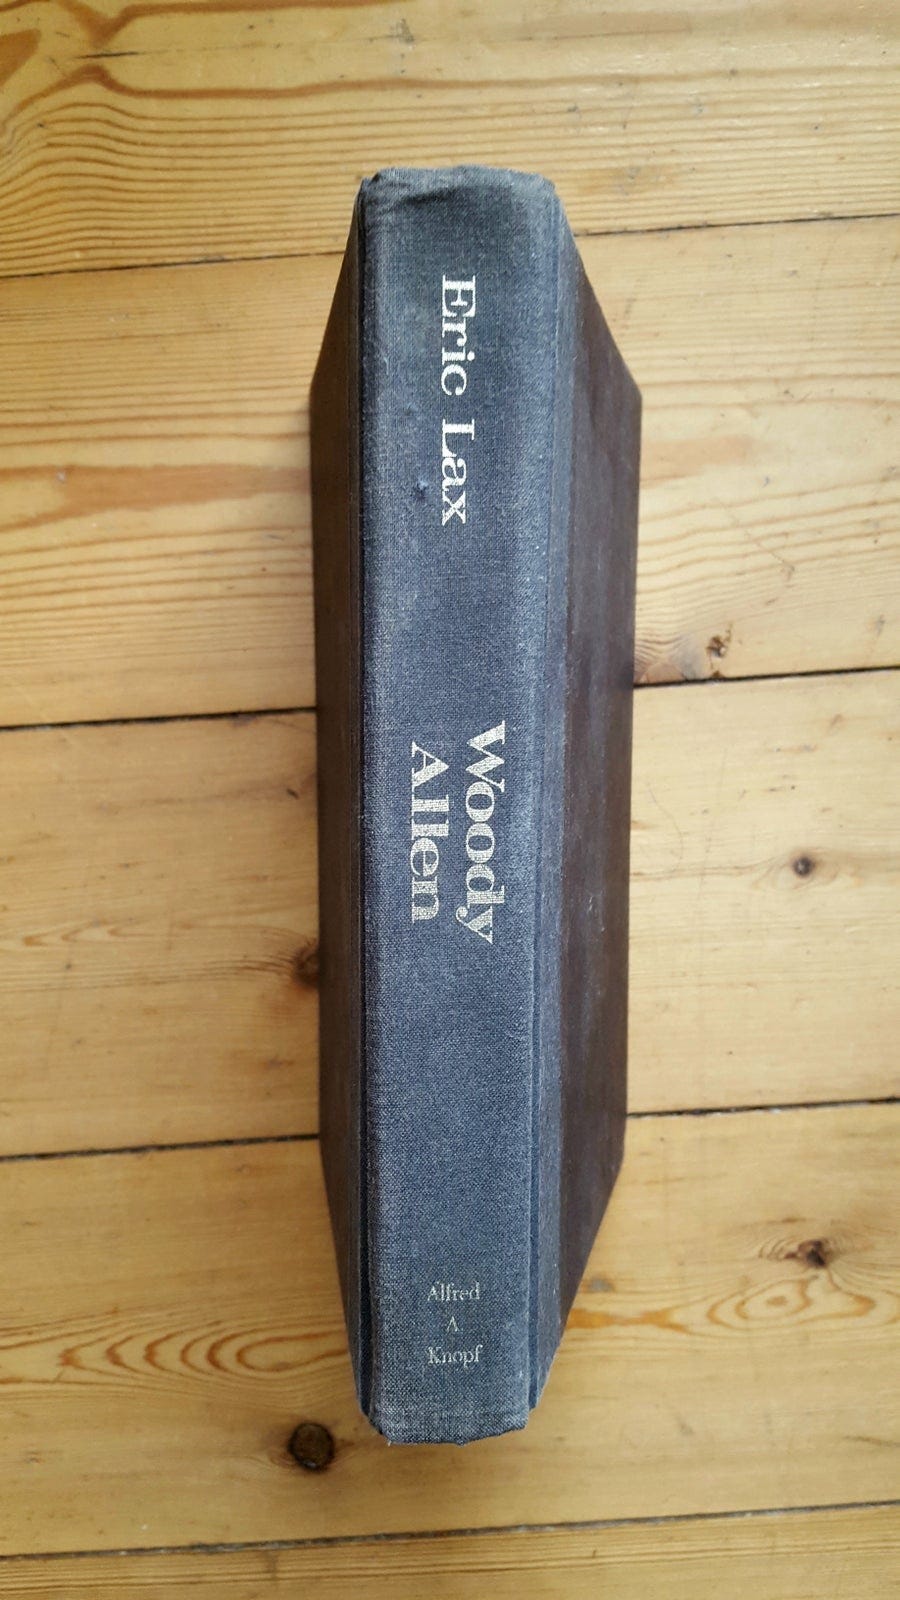 Eric Lax
Woody
Allen
Alfred
A
Knopf